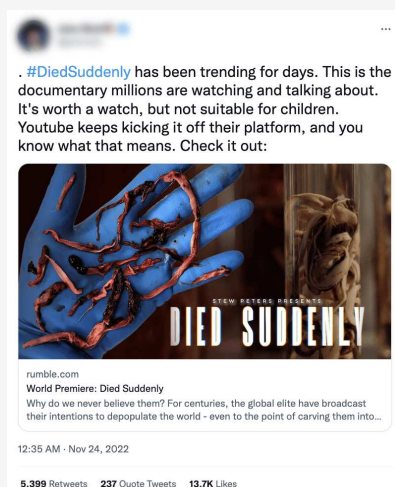 . #DiedSuddenly has been trending for days. This is the
documentary millions are watching and talking about.
It's worth a watch, but not suitable for children.
Youtube keeps kicking it off their platform, and you
know what that means. Check it out:
STEW PETERS PRESENTS
DIED SUDDENLY
rumble.com
World Premiere: Died Suddenly
Why do we never believe them? For centuries, the global elite have broadcast
their intentions to depopulate the world - even to the point of carving them into...
12:35 AM · Nov 24, 2022
5,399 Retweets 237 Quote Tweets 13.7K Likes